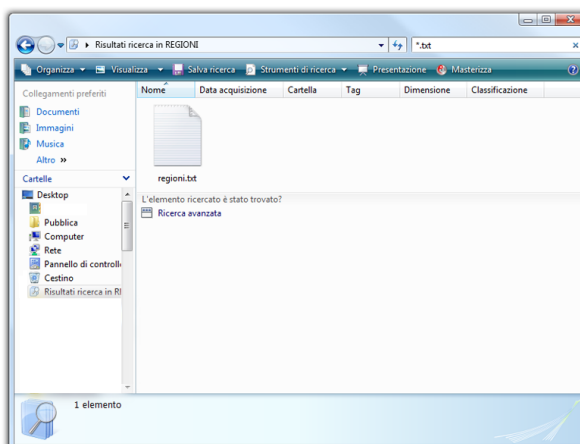 Risultati ricerca in REGIONI
*.txt
Organizza
Visualizza
Salva ricerca
Strumenti di ricerca
Presentazione
Masterizza
Collegamenti preferiti
Documenti
Immagini
Musica
Altro »
Cartelle
Desktop
Pubblica
Computer
Rete
Pannello di controllo
Cestino
Risultati ricerca in RI
Nome Data acquisizione Cartella Tag Dimensione Classificazione
regioni.txt
L'elemento ricercato è stato trovato?
Ricerca avanzata
1 elemento